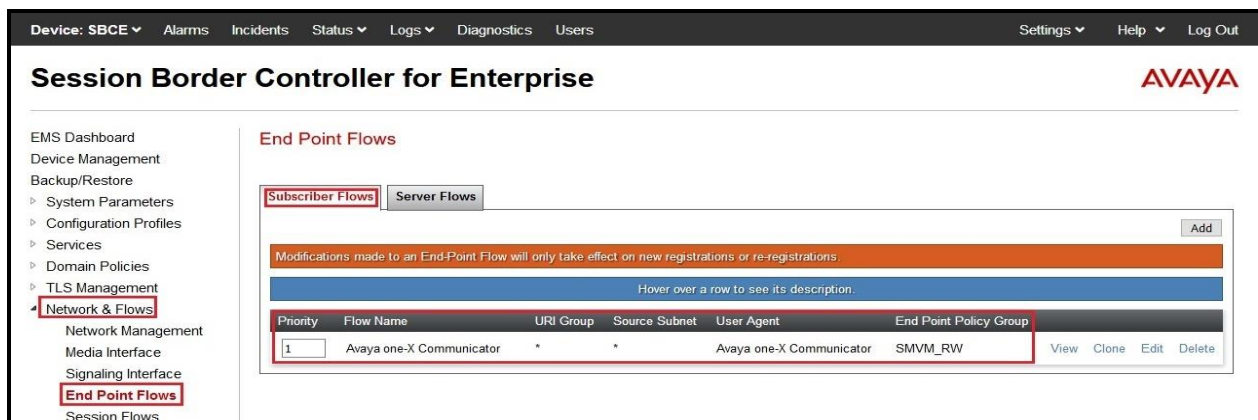 Device: SBCE Alarms Incidents Status Logs Diagnostics Users Settings Help Log Out
Session Border Controller for Enterprise
AVAYA
EMS Dashboard
Device Management
Backup/Restore
System Parameters
Configuration Profiles
Services
Domain Policies
TLS Management
Network & Flows
Network Management
Media Interface
Signaling Interface
End Point Flows
Session Flows
End Point Flows
Subscriber Flows Server Flows
Add
Modifications made to an End-Point Flow will only take effect on new registrations or re-registrations.
Hover over a row to see its description.
Priority Flow Name URI Group Source Subnet User Agent End Point Policy Group
1 Avaya one-X Communicator * * Avaya one-X Communicator SMVM_RW View Clone Edit Delete